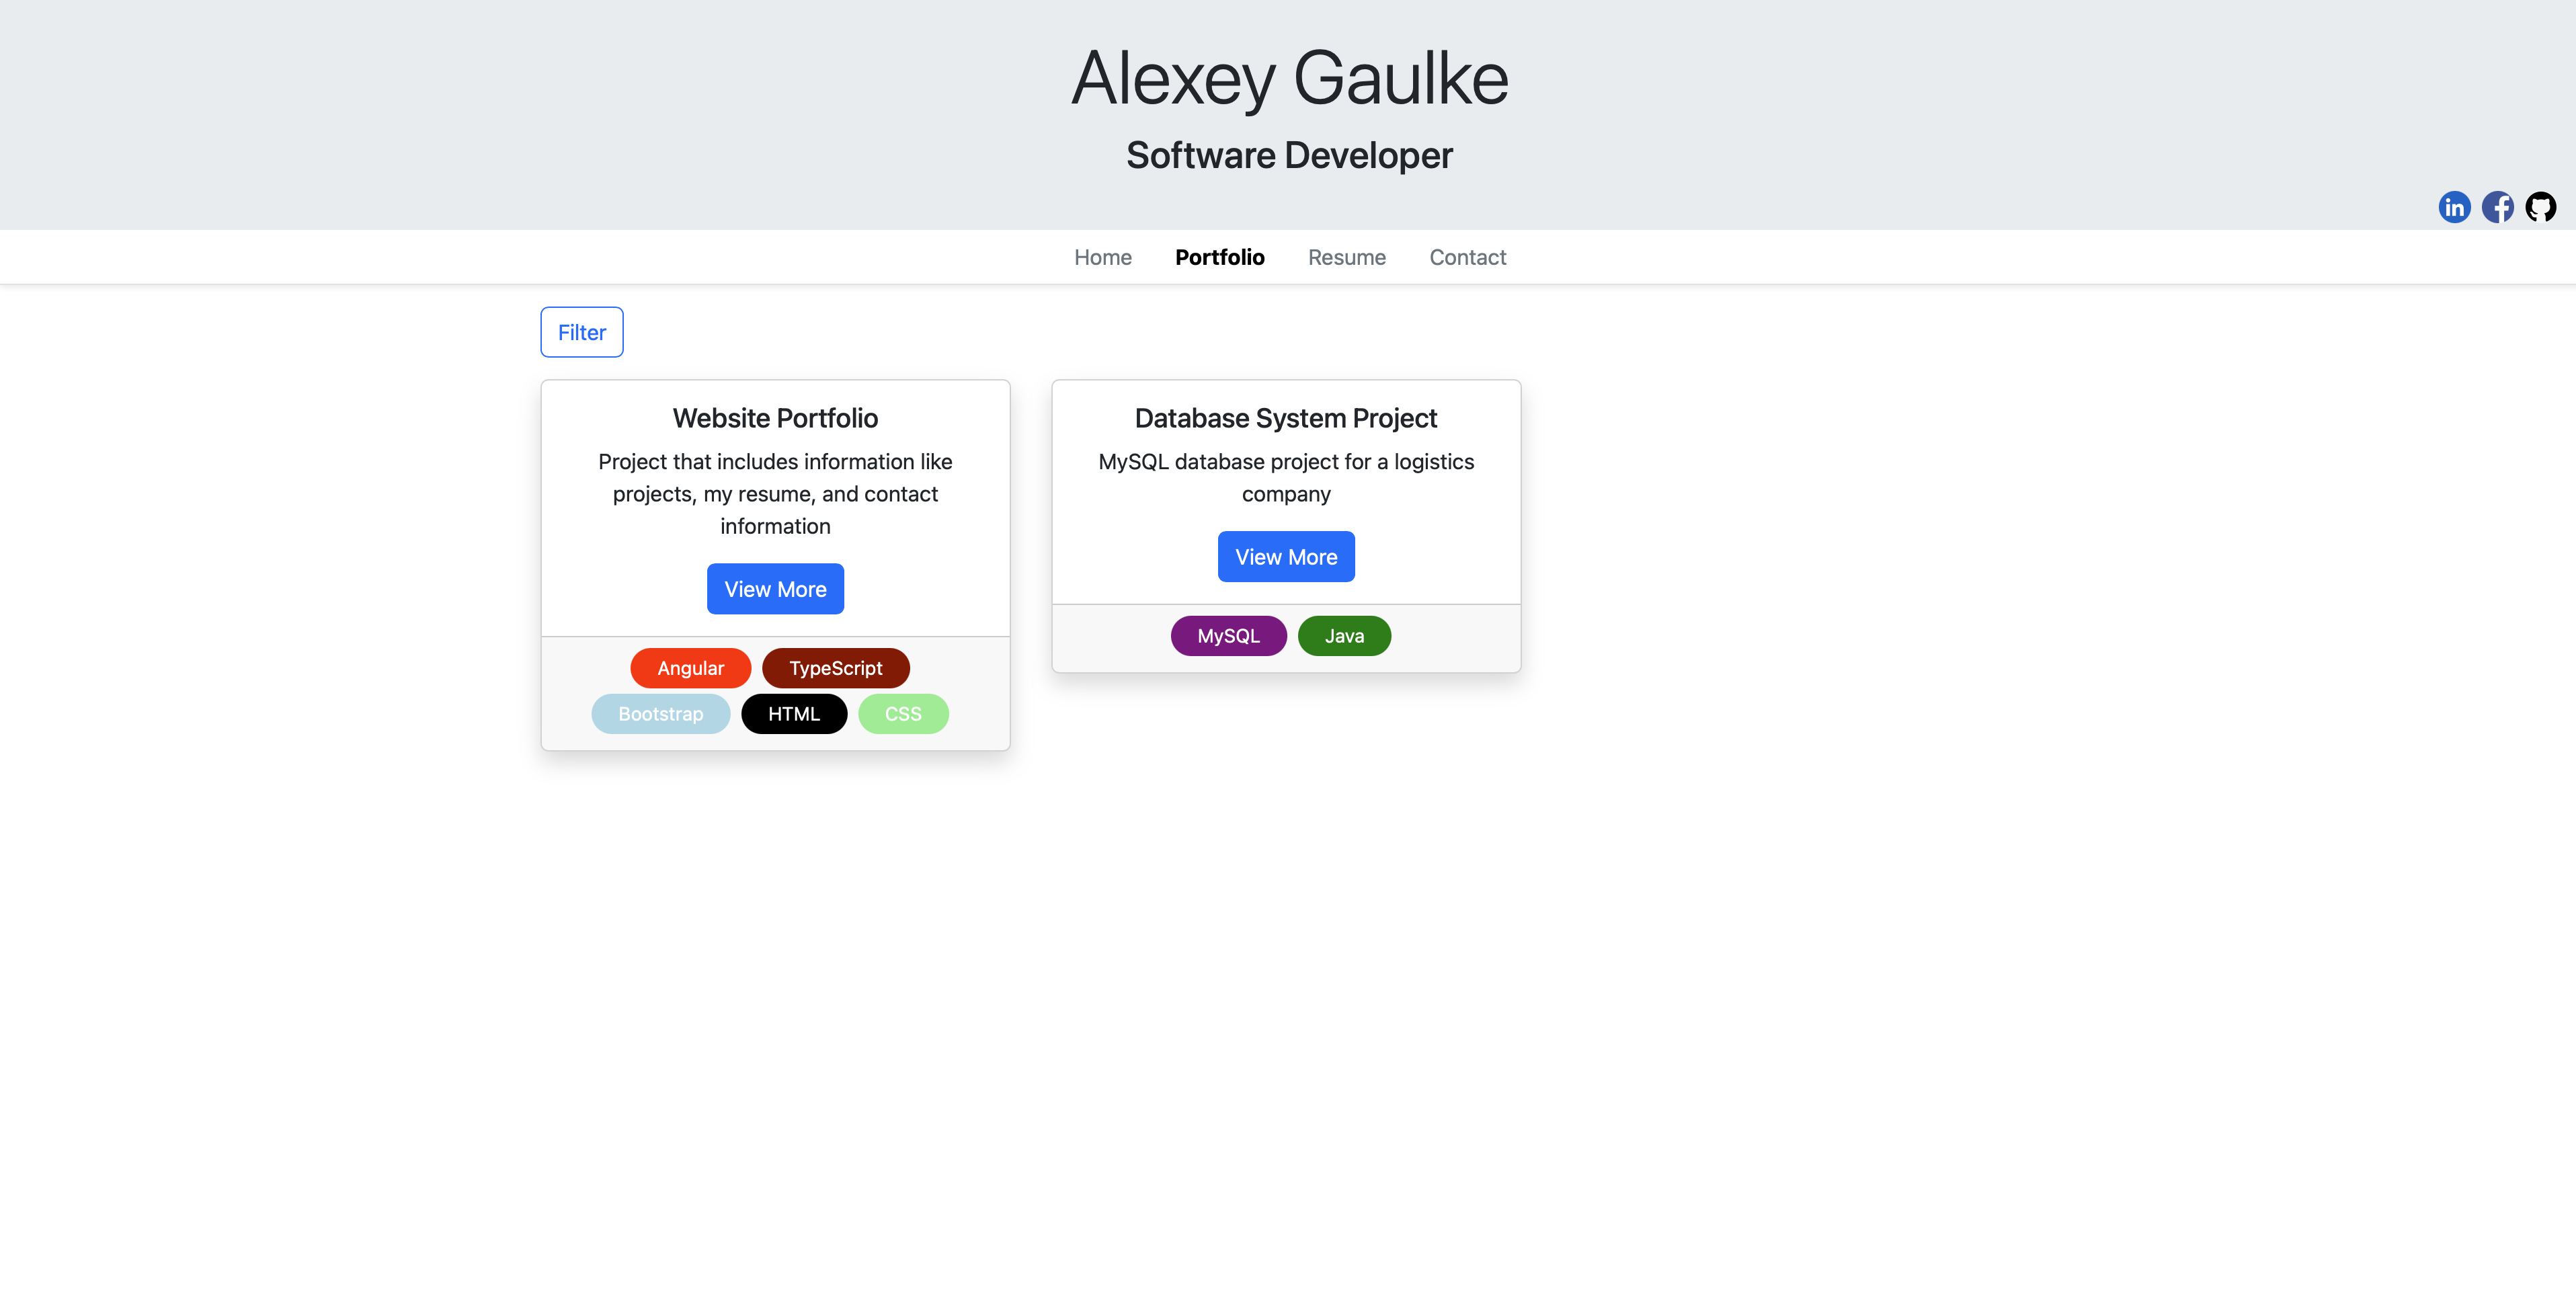 Alexey Gaulke
Software Developer
in
Home Portfolio Resume Contact
Filter
Website Portfolio
Project that includes information like
projects, my resume, and contact
information
View More
Angular TypeScript
Bootstrap HTML CSS
Database System Project
MySQL database project for a logistics
company
View More
MySQL Java